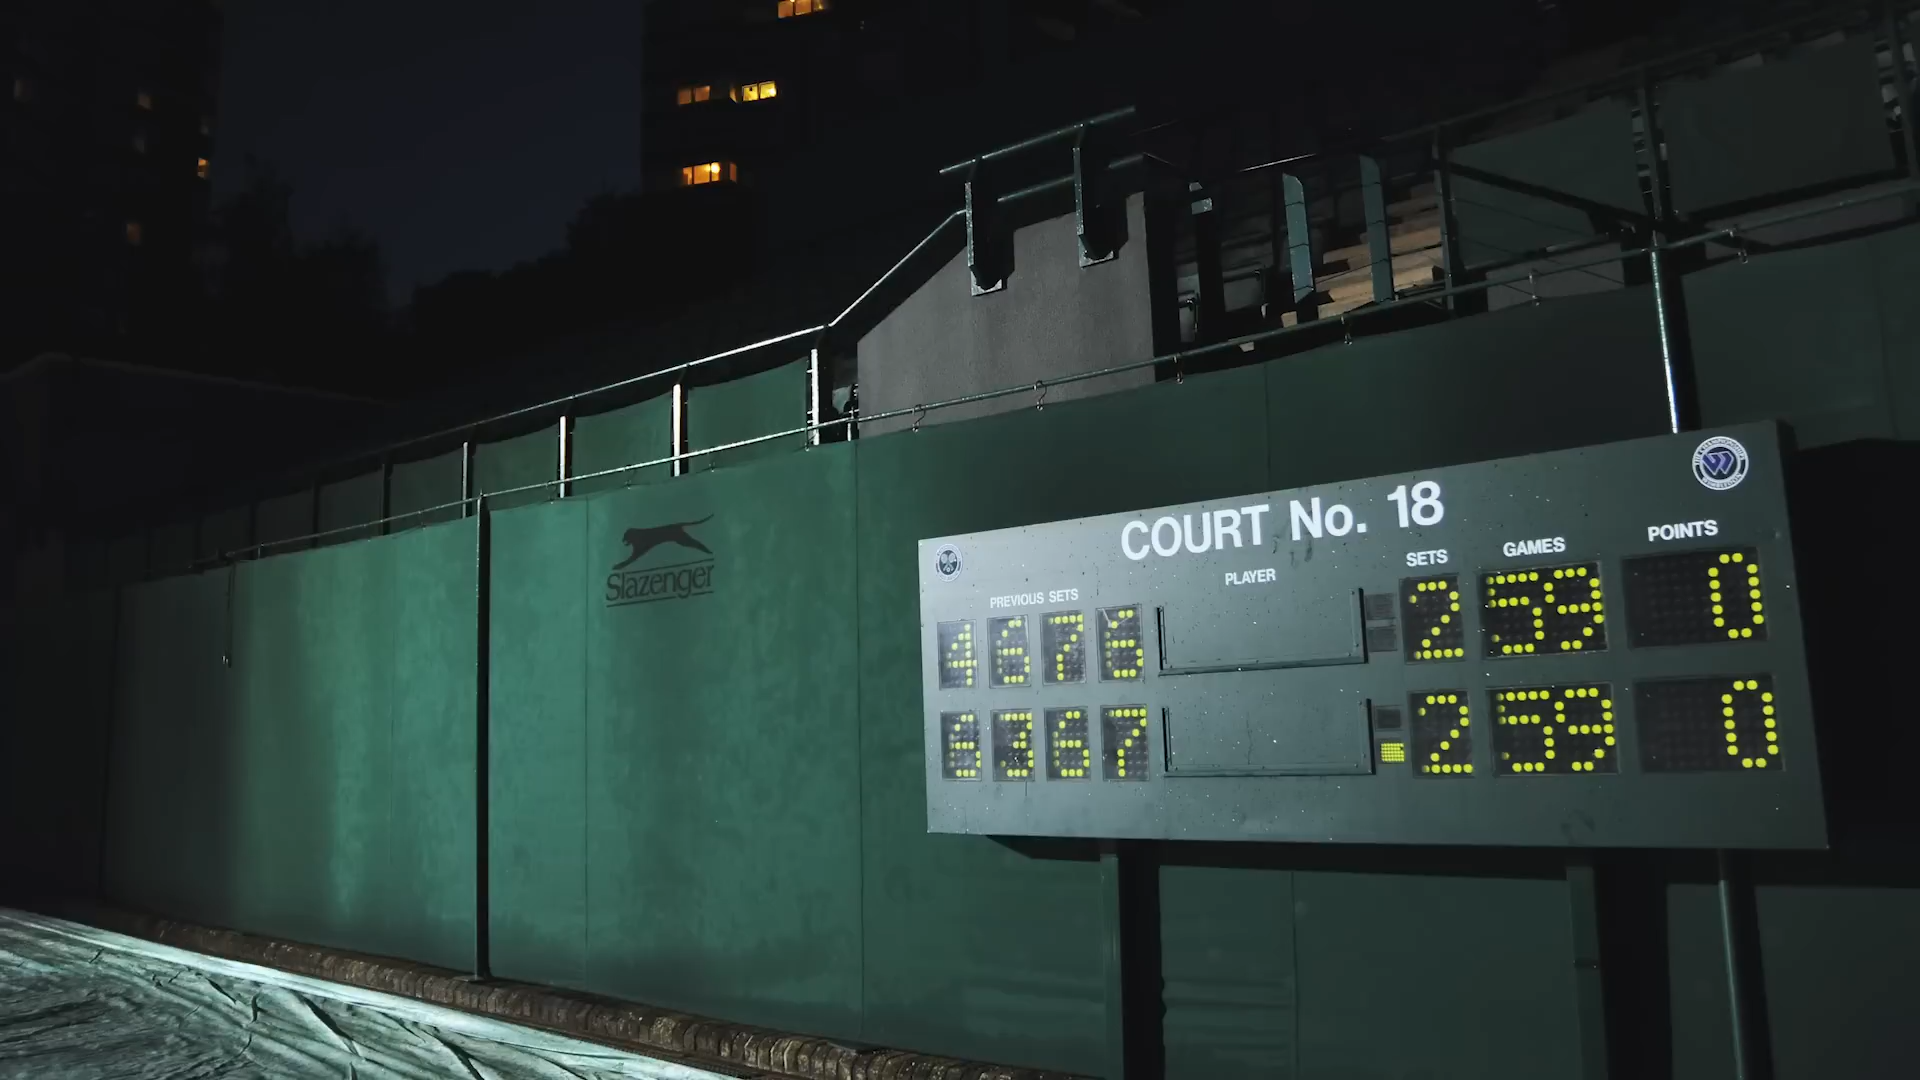 Slazenger
COURT No. 18
PREVIOUS SETS
PLAYER
SETS
GAMES
POINTS
4 6 7 6 2 59 0
6 3 6 7 2 59 0